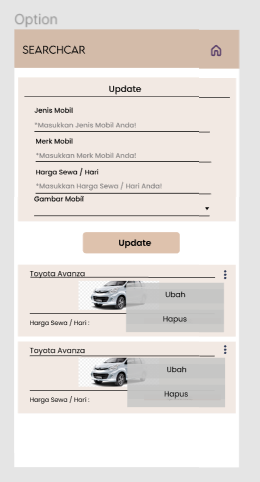 Option
SEARCHCAR
Update
Jenis Mobil
*Masukkan Jenis Mobil Anda!
Merk Mobil
*Masukkan Merk Mobil Anda!
Harga Sewa / Hari
*Masukkan Harga Sewa / Hari Anda!
Gambar Mobil
Update
Toyota Avanza
Ubah
Hapus
Harga Sewa / Hari :
Toyota Avanza
Ubah
Hapus
Harga Sewa / Hari :